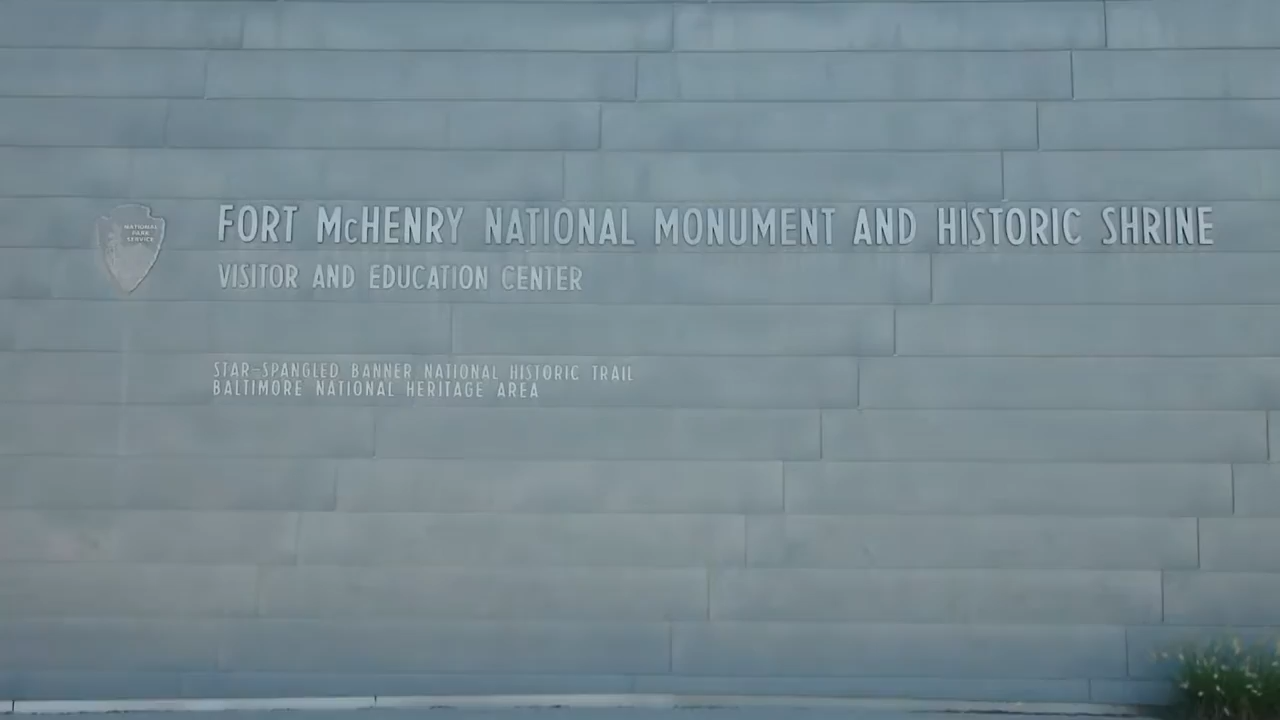 NATIONAL
PARK
SERVICE
FORT McHENRY NATIONAL MONUMENT AND HISTORIC SHRINE
VISITOR AND EDUCATION CENTER
STAR-SPANGLED BANNER NATIONAL HISTORIC TRAIL
BALTIMORE NATIONAL HERITAGE AREA